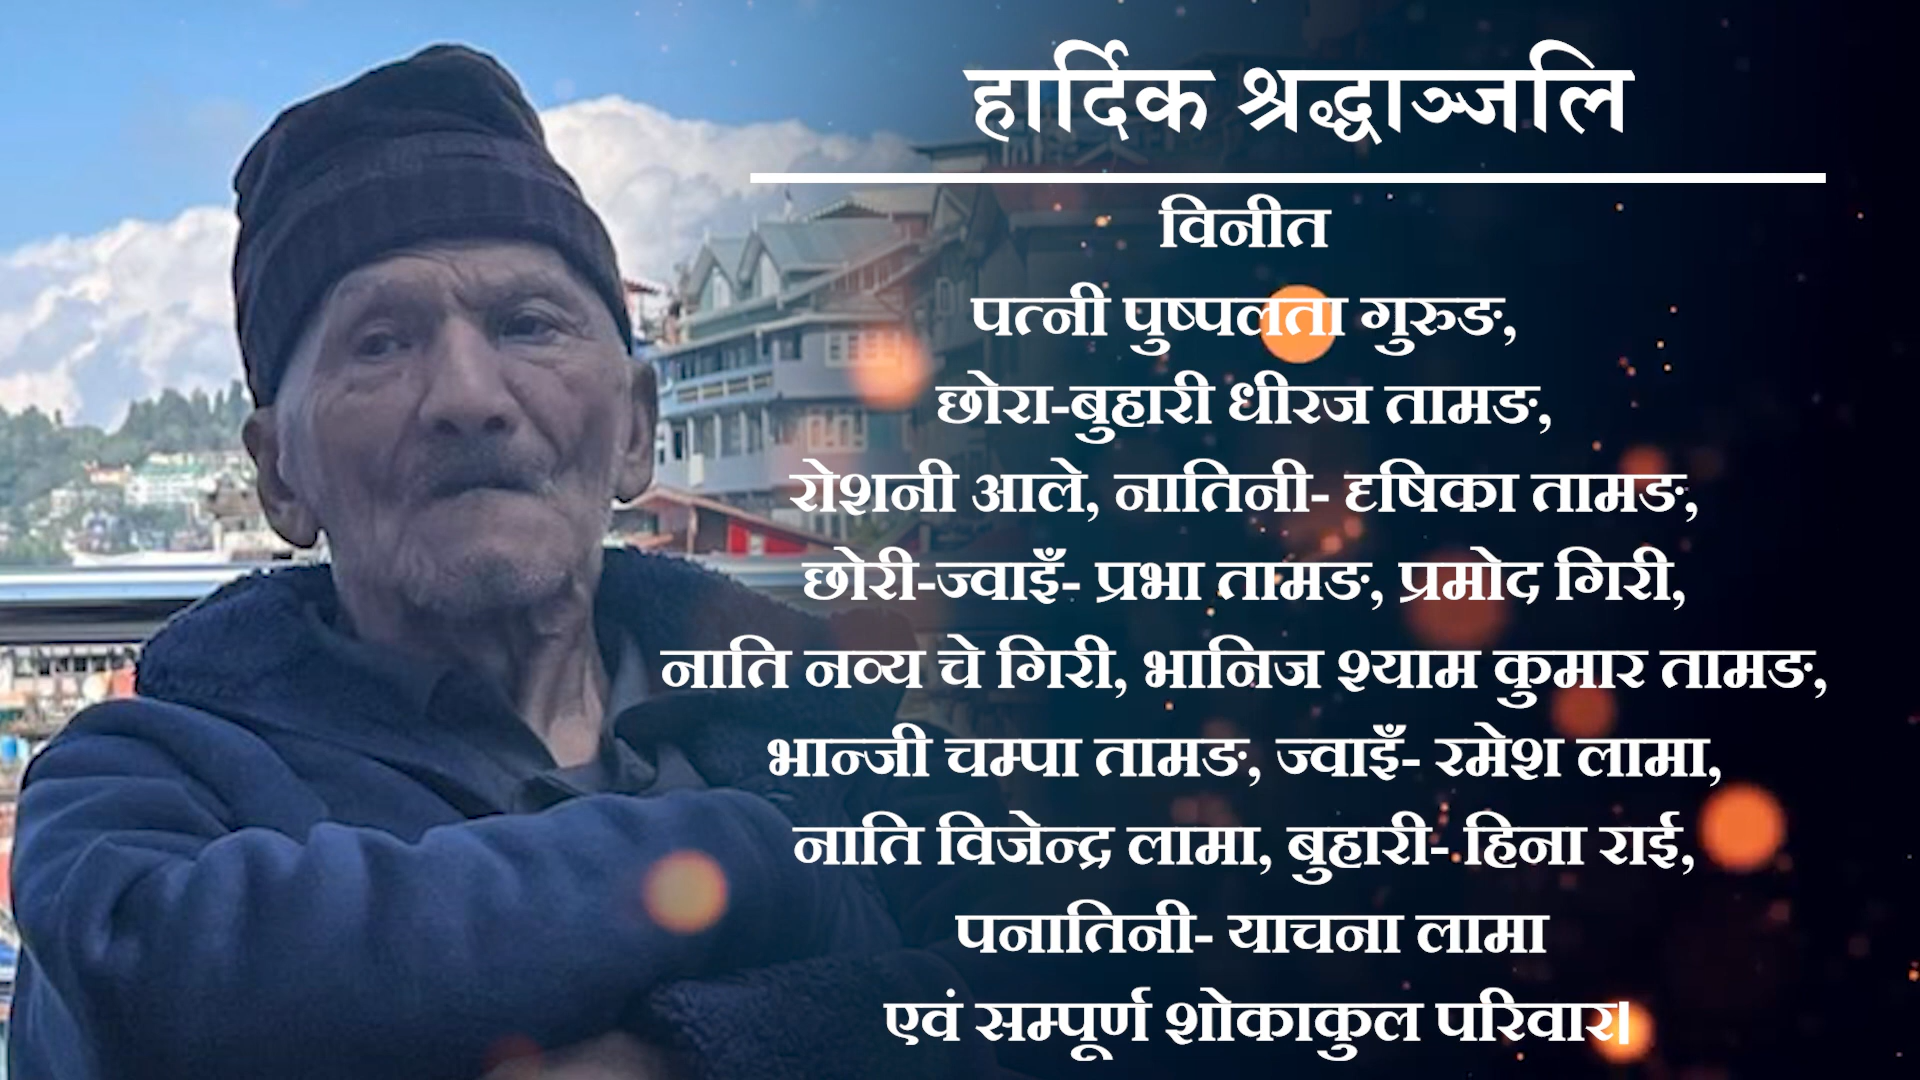 हार्दिक श्रद्धाञ्जलि
विनीत
पत्नी पुष्पलता गुरुङ,
छोरा-बुहारी धीरज तामङ,
रोशनी आले, नातिनी- दृषिका तामङ,
छोरी-ज्वाइँ- प्रभा तामङ, प्रमोद गिरी,
नाति नव्य चे गिरी, भानिज श्याम कुमार तामङ,
भान्जी चम्पा तामङ, ज्वाइँ- रमेश लामा,
नाति विजेन्द्र लामा, बुहारी- हिना राई,
पनातिनी- याचना लामा
एवं सम्पूर्ण शोकाकुल परिवार।